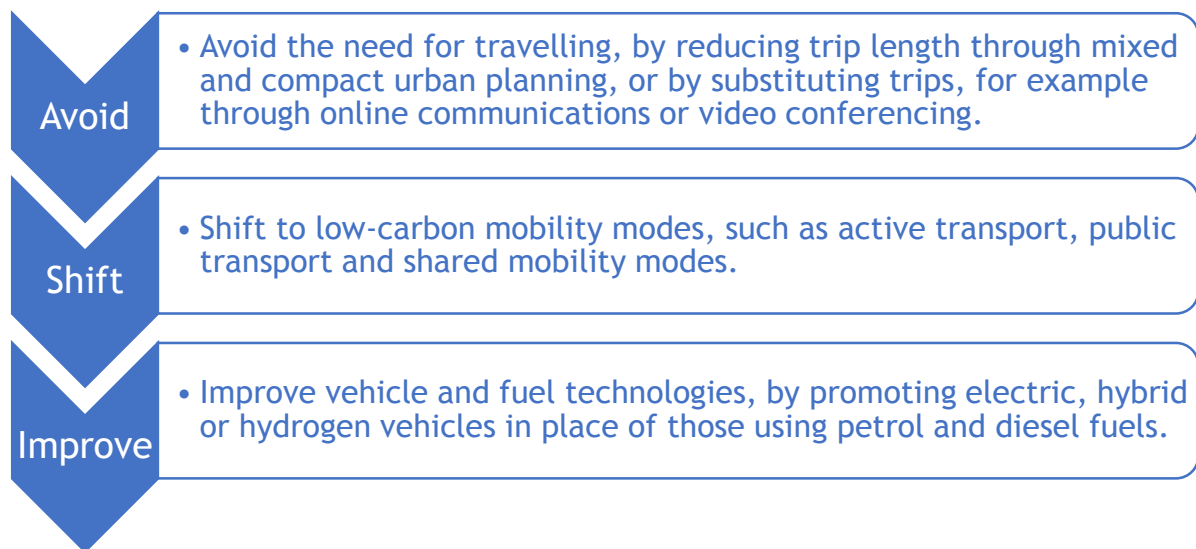 Avoid
• Avoid the need for travelling, by reducing trip length through mixed
and compact urban planning, or by substituting trips, for example
through online communications or video conferencing.
Shift
• Shift to low-carbon mobility modes, such as active transport, public
transport and shared mobility modes.
Improve
• Improve vehicle and fuel technologies, by promoting electric, hybrid
or hydrogen vehicles in place of those using petrol and diesel fuels.